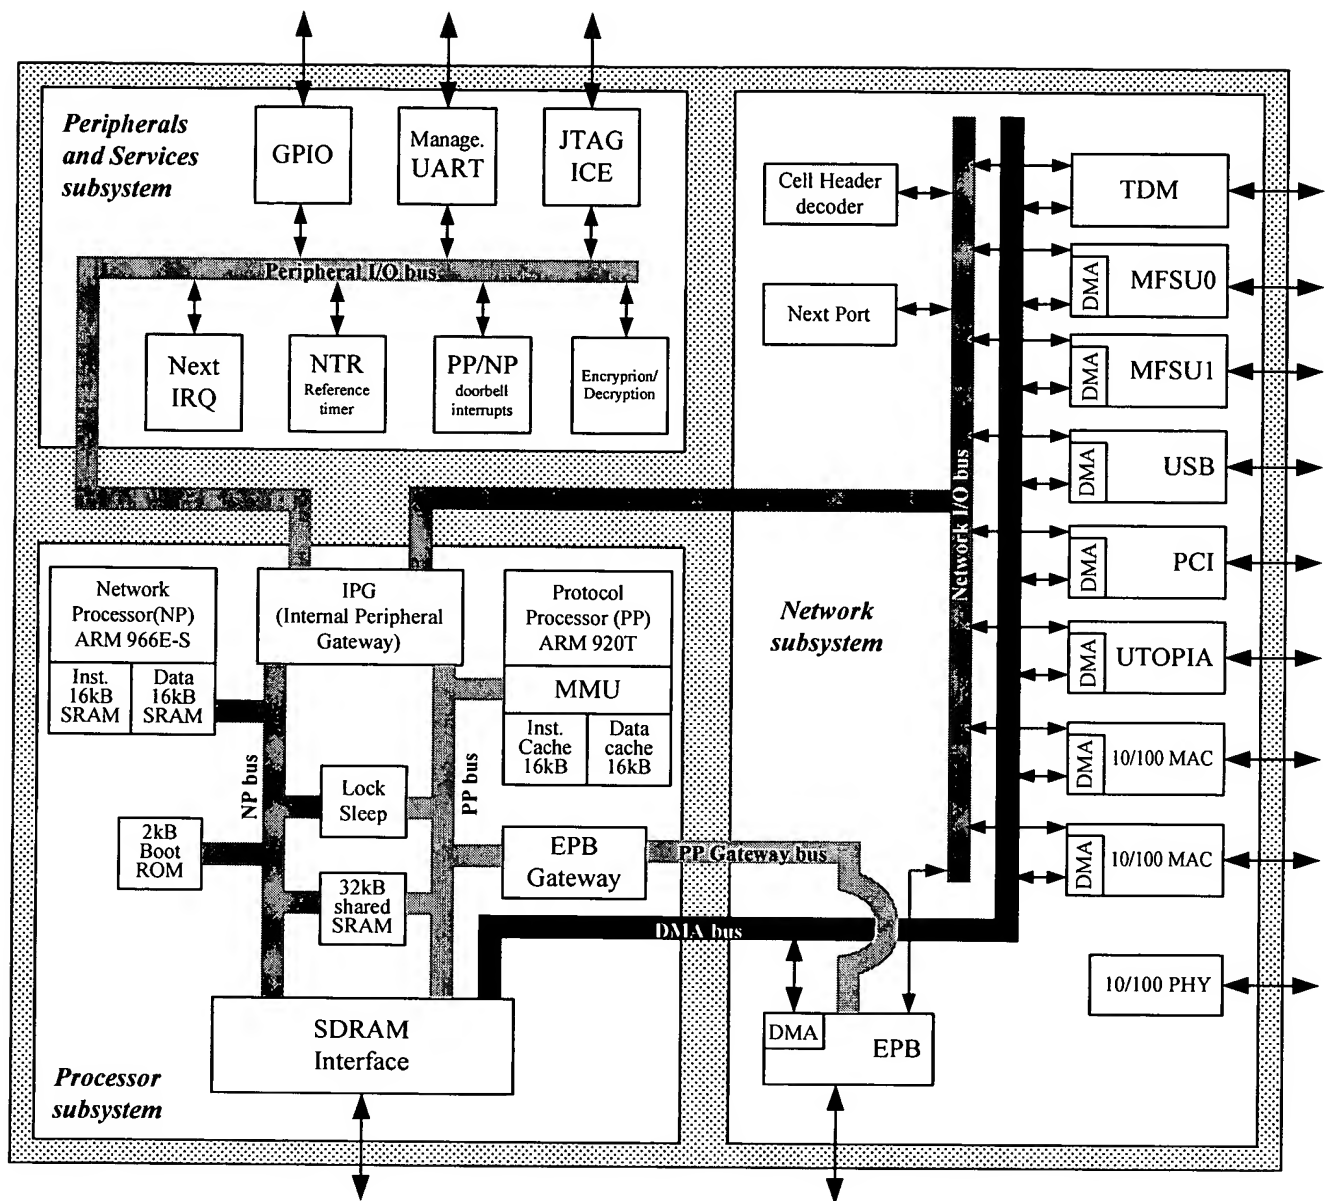 Peripherals
and Services
subsystem
GPIO
Manage.
UART
JTAG
ICE
Peripheral I/O bus
Next
IRQ
NTR
Reference
timer
PP/NP
doorbell
interrupts
Encryprion/
Decryption
Cell Header
decoder
Next Port
Network I/O bus
Network
subsystem
TDM
DMA
MFSU0
DMA
MFSU1
DMA
USB
DMA
PCI
DMA
UTOPIA
DMA
10/100 MAC
DMA
10/100 MAC
10/100 PHY
Network
Processor(NP)
ARM 966E-S
Inst.
16kB
SRAM
Data
16kB
SRAM
IPG
(Internal Peripheral
Gateway)
Protocol
Processor (PP)
ARM 920T
MMU
Inst.
Cache
16kB
Data
cache
16kB
NP bus
PP bus
Lock
Sleep
2kB
Boot
ROM
32kB
shared
SRAM
EPB
Gateway
PP Gateway bus
DMA bus
DMA
EPB
SDRAM
Interface
Processor
subsystem